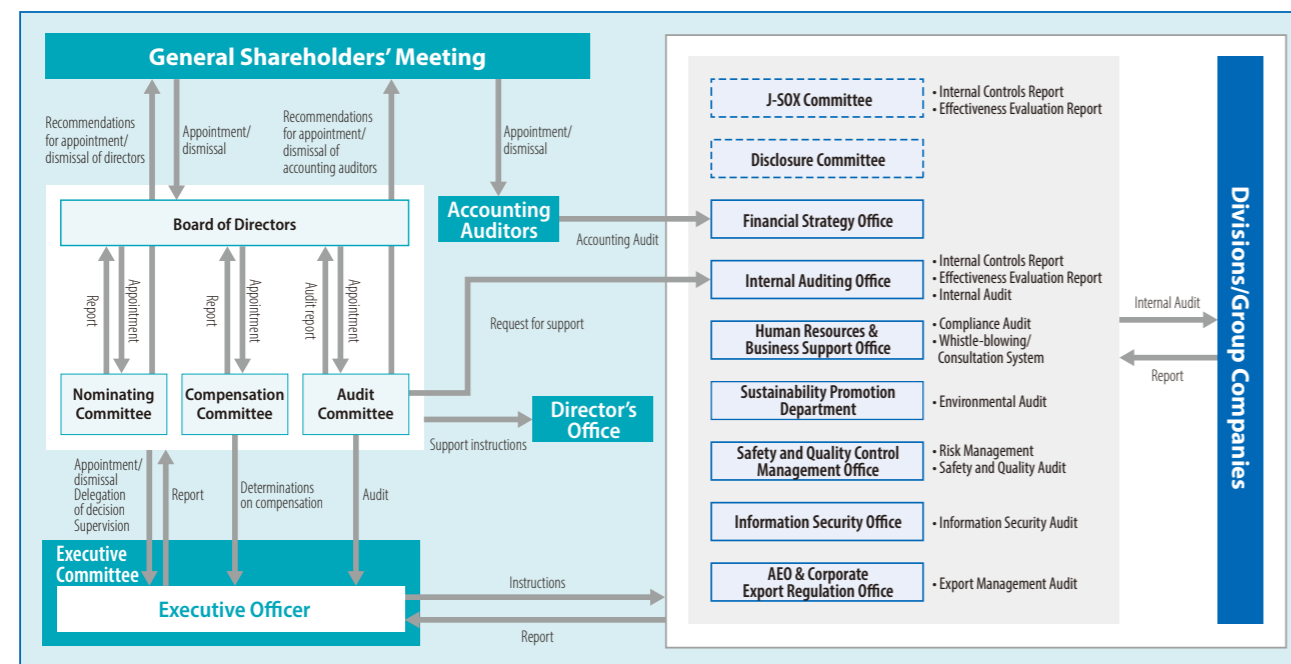 General Shareholders’ Meeting
Recommendations
for appointment/
dismissal of directors
Appointment/
dismissal
Recommendations
for appointment/
dismissal of
accounting auditors
Appointment/
dismissal
Board of Directors
Accounting
Auditors
Accounting Audit
Report
Appointment
Report
Appointment
Audit report
Appointment
Request for support
Nominating
Committee
Compensation
Committee
Audit
Committee
Director’s
Office
Support instructions
Appointment/
dismissal
Delegation
of decision
Supervision
Report
Determinations
on compensation
Audit
Executive
Committee
Executive Officer
Instructions
Report
J-SOX Committee
• Internal Controls Report
• Effectiveness Evaluation Report
Disclosure Committee
Financial Strategy Office
Internal Auditing Office
• Internal Controls Report
• Effectiveness Evaluation Report
• Internal Audit
Human Resources &
Business Support Office
• Compliance Audit
• Whistle-blowing/
Consultation System
Sustainability Promotion
Department
• Environmental Audit
Safety and Quality Control
Management Office
• Risk Management
• Safety and Quality Audit
Information Security Office
• Information Security Audit
AEO & Corporate
Export Regulation Office
• Export Management Audit
Internal Audit
Report
Divisions/Group Companies